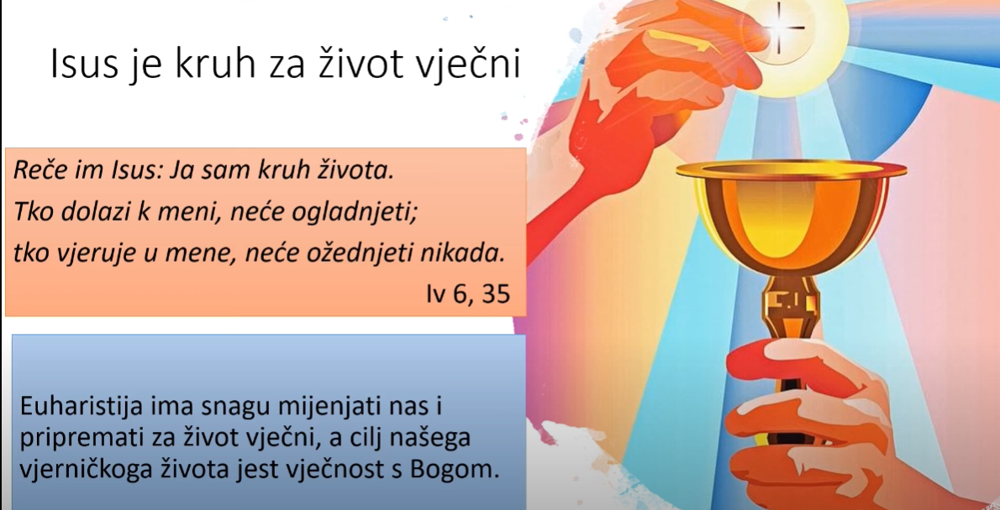 Isus je kruh za život vječni
Reče im Isus: Ja sam kruh života.
Tko dolazi k meni, neće ogladnjeti;
tko vjeruje u mene, neće ožednjeti nikada.
Iv 6, 35
Euharistija ima snagu mijenjati nas i
pripremati za život vječni, a cilj našega
vjerničkoga života jest vječnost s Bogom.